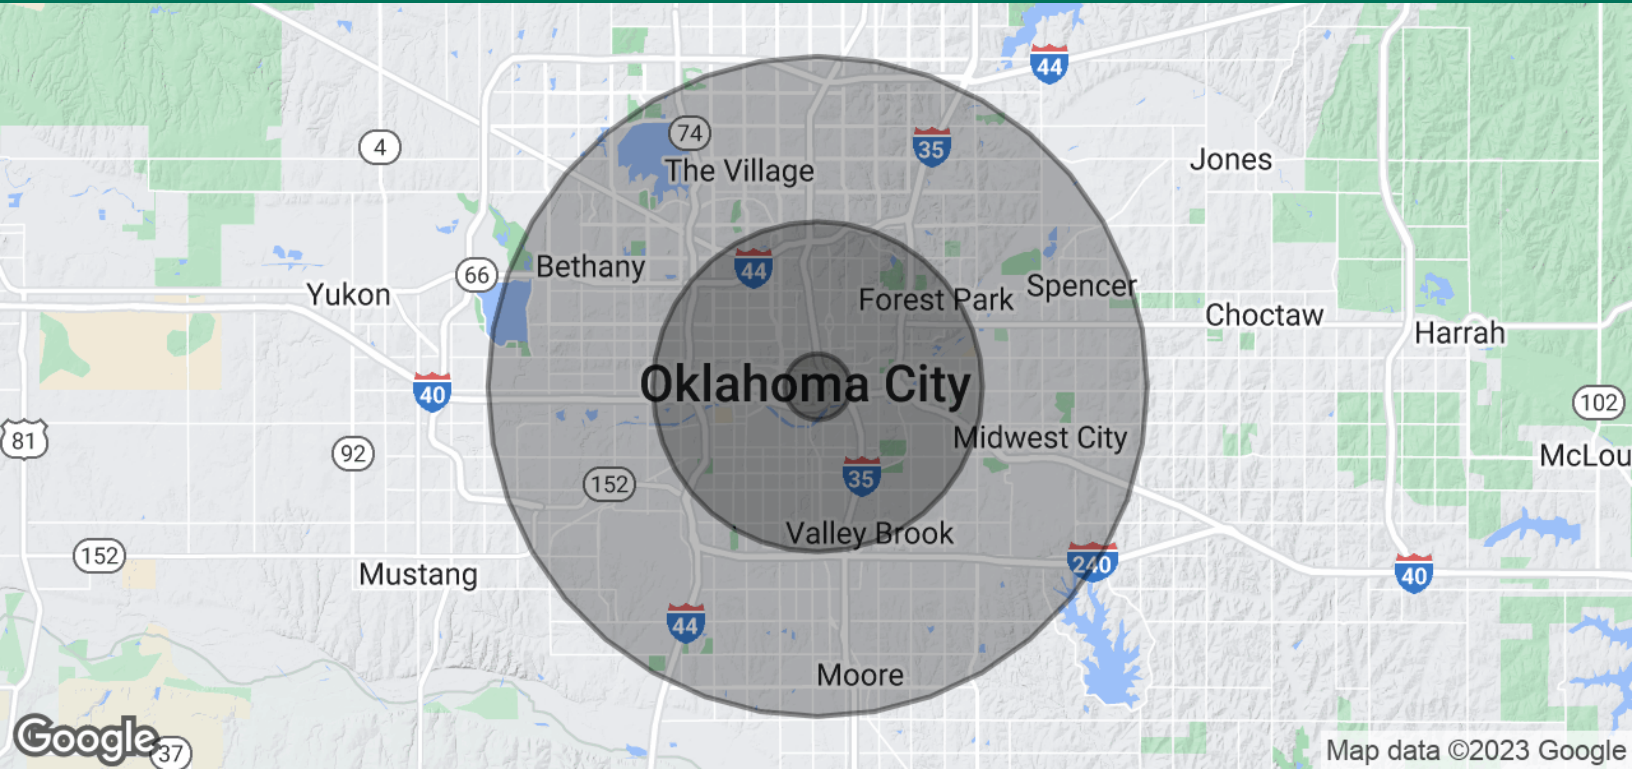 44
74
35
4
The Village
Jones
Bethany
44
66
Yukon
Forest Park
Spencer
Choctaw
Harrah
Oklahoma City
40
102
81
92
Midwest City
McLou
152
35
Valley Brook
152
Mustang
240
40
44
Moore
Google
37
Map data ©2023 Google